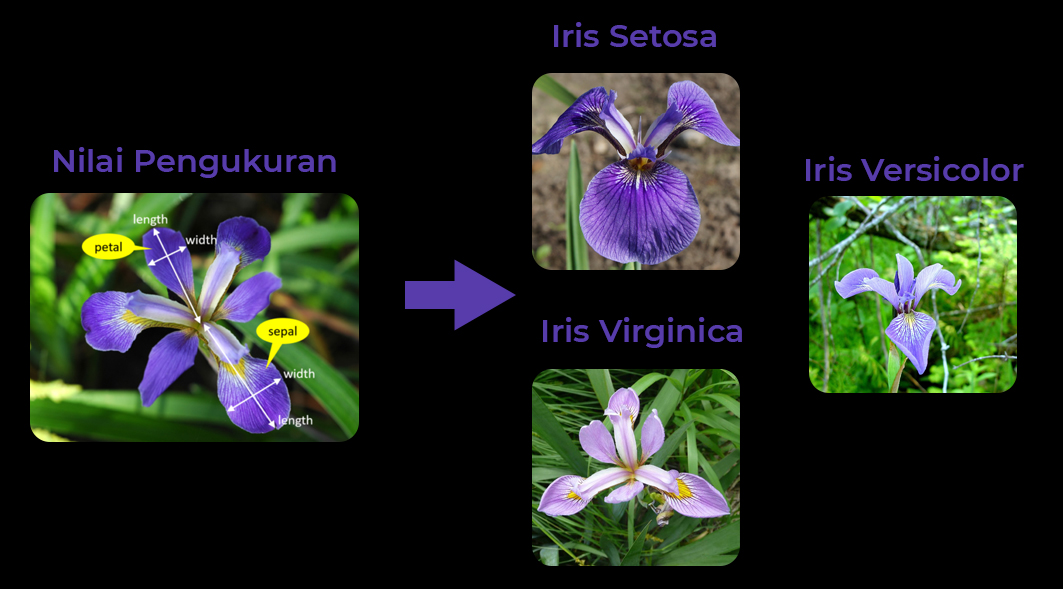 Nilai Pengukuran
length
width
petal
sepal
width
length
Iris Setosa
Iris Virginica
Iris Versicolor